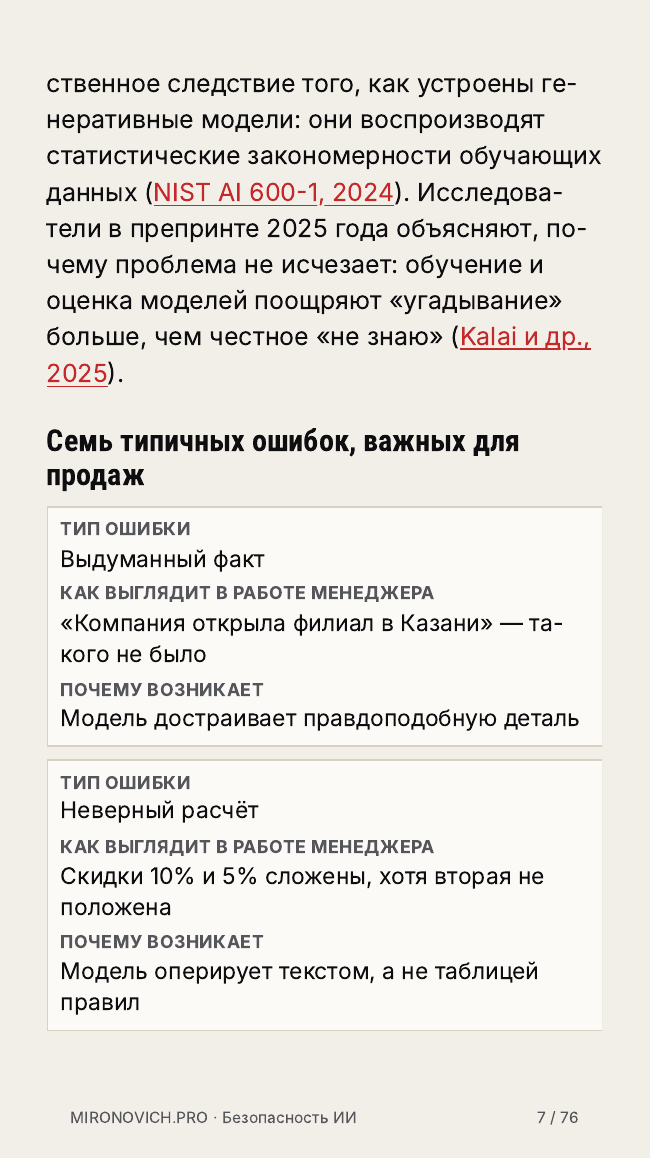 ственное следствие того, как устроены ге-
неративные модели: они воспроизводят
статистические закономерности обучающих
данных (NIST AI 600-1, 2024). Исследова-
тели в препринте 2025 года объясняют, по-
чему проблема не исчезает: обучение и
оценка моделей поощряют «угадывание»
больше, чем честное «не знаю» (Kalai и др.,
2025).
Семь типичных ошибок, важных для
продаж
ТИП ОШИБКИ
Выдуманный факт
КАК ВЫГЛЯДИТ В РАБОТЕ МЕНЕДЖЕРА
«Компания открыла филиал в Казани» — та-
кого не было
ПОЧЕМУ ВОЗНИКАЕТ
Модель достраивает правдоподобную деталь
ТИП ОШИБКИ
Неверный расчёт
КАК ВЫГЛЯДИТ В РАБОТЕ МЕНЕДЖЕРА
Скидки 10% и 5% сложены, хотя вторая не
положена
ПОЧЕМУ ВОЗНИКАЕТ
Модель оперирует текстом, а не таблицей
правил
MIRONOVICH.PRO · Безопасность ИИ
7 / 76